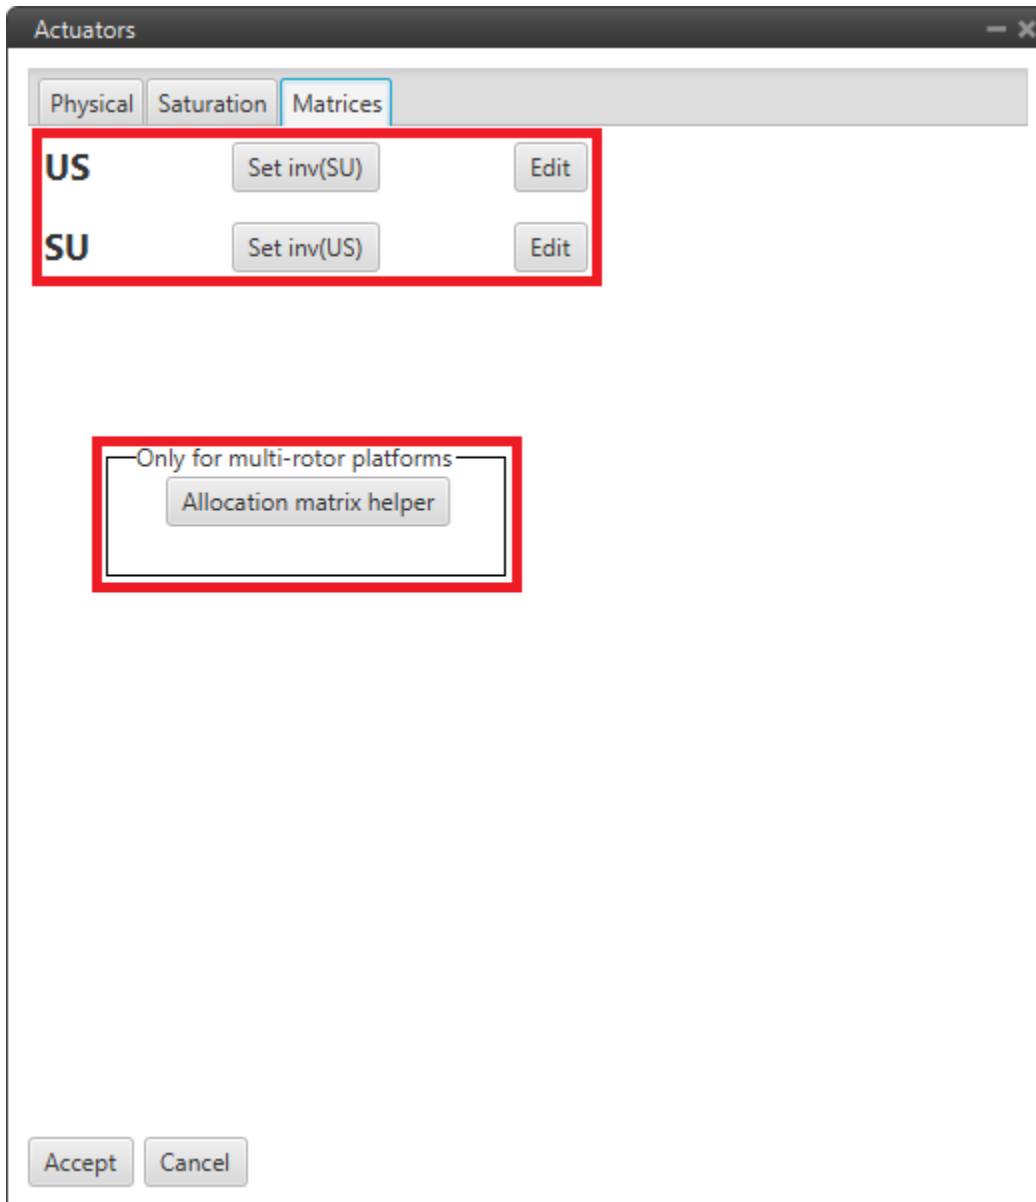 Actuators
Physical Saturation Matrices
US Set inv(SU) Edit
SU Set inv(US) Edit
Only for multi-rotor platforms
Allocation matrix helper
Accept Cancel